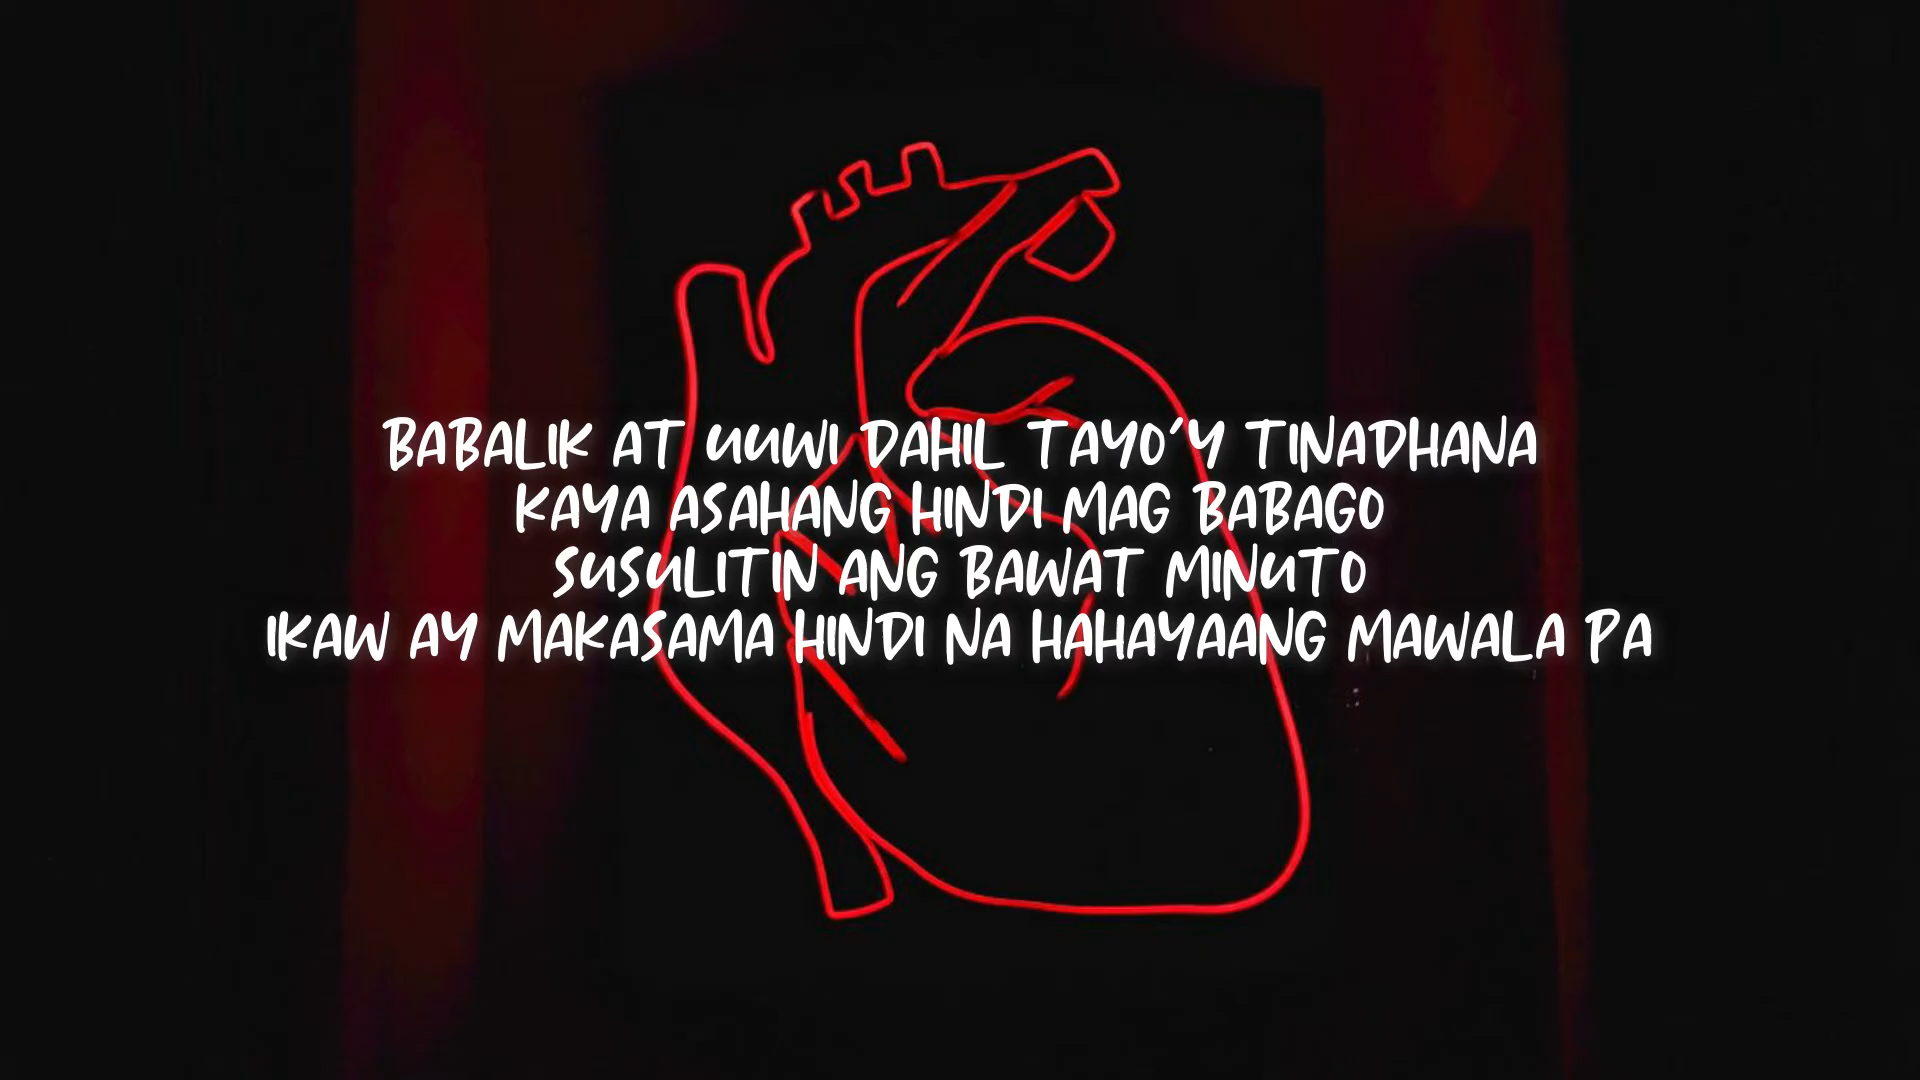 BABALIK AT UUWI DAHIL TAYO'Y TINADHANA
KAYA ASAHANG HINDI MAG BABAGO
SUSULITIN ANG BAWAT MINUTO
IKAW AY MAKASAMA HINDI NA HAHAYAANG MAWALA PA